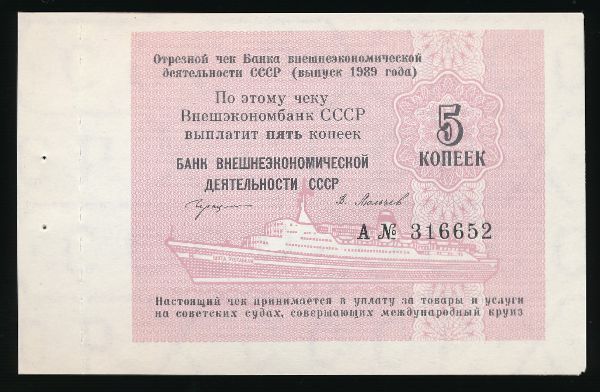 Отрезной чек Банка внешнеэкономической
деятельности СССР (выпуск 1989 года)
По этому чеку
Внешэкономбанк СССР
выплатит пять копеек
5
КОПЕЕК
БАНК ВНЕШНЕЭКОНОМИЧЕСКОЙ
ДЕЯТЕЛЬНОСТИ СССР
А № 316652
Настоящий чек принимается в уплату за товары и услуги
на советских судах, совершающих международный круиз